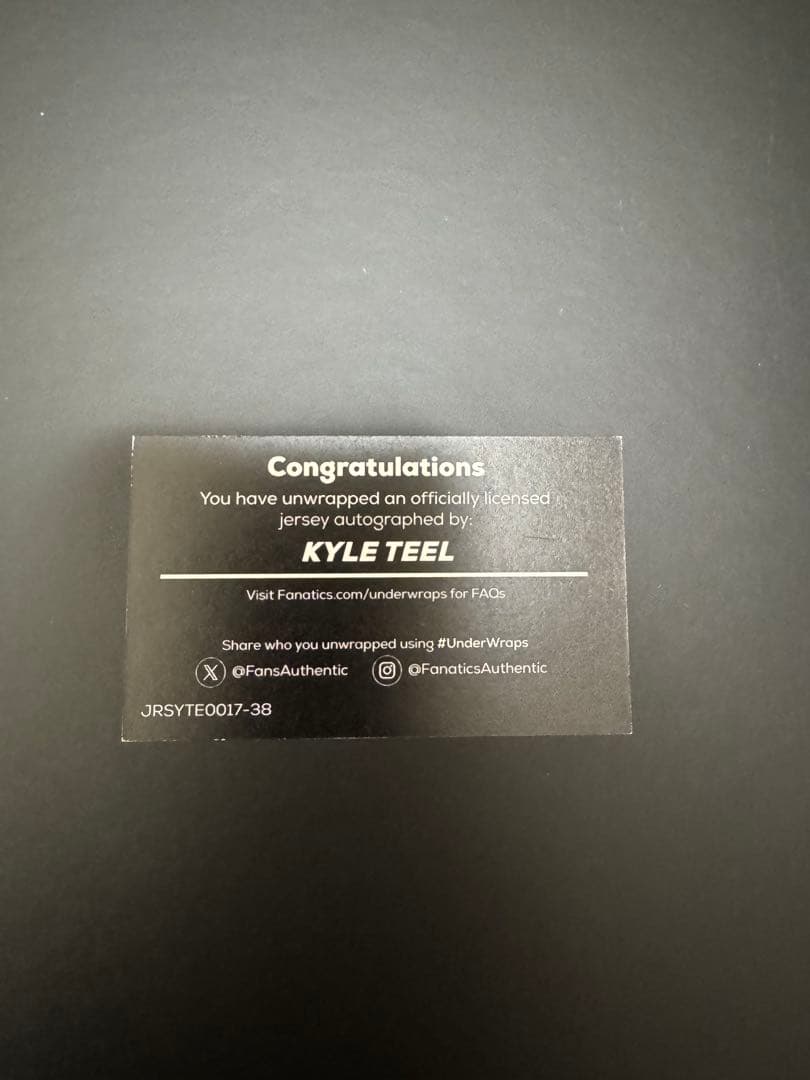 Congratulations
You have unwrapped an officially licensed
jersey autographed by:
KYLE TEEL
Visit Fanatics.com/underwraps for FAQs
Share who you unwrapped using #UnderWraps
@FansAuthentic @FanaticsAuthentic
JRSYTE0017-38